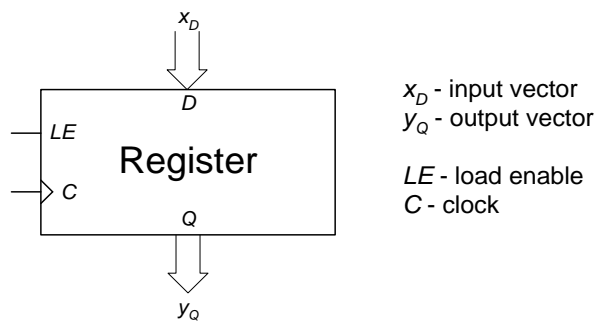 x_D
D
LE
Register
C
Q
y_Q
x_D - input vector
y_Q - output vector
LE - load enable
C - clock